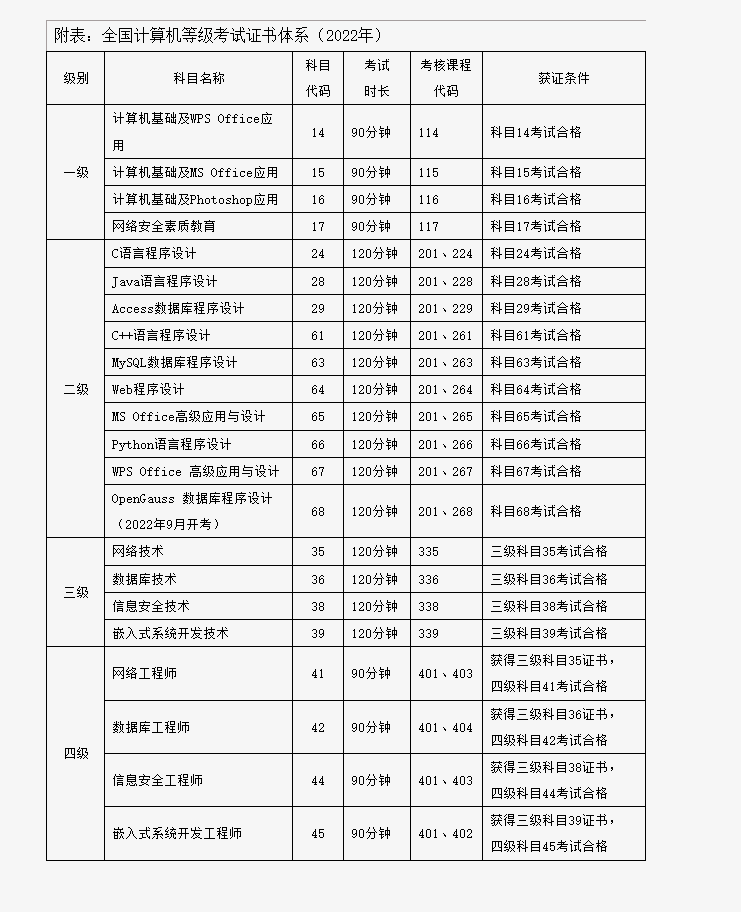 附表：全国计算机等级考试证书体系（2022年）
级别 科目名称 科目代码 考试时长 考核课程代码 获证条件
一级
计算机基础及WPS Office应用 14 90分钟 114 科目14考试合格
计算机基础及MS Office应用 15 90分钟 115 科目15考试合格
计算机基础及Photoshop应用 16 90分钟 116 科目16考试合格
网络安全素质教育 17 90分钟 117 科目17考试合格
二级
C语言程序设计 24 120分钟 201、224 科目24考试合格
Java语言程序设计 28 120分钟 201、228 科目28考试合格
Access数据库程序设计 29 120分钟 201、229 科目29考试合格
C++语言程序设计 61 120分钟 201、261 科目61考试合格
MySQL数据库程序设计 63 120分钟 201、263 科目63考试合格
Web程序设计 64 120分钟 201、264 科目64考试合格
MS Office高级应用与设计 65 120分钟 201、265 科目65考试合格
Python语言程序设计 66 120分钟 201、266 科目66考试合格
WPS Office 高级应用与设计 67 120分钟 201、267 科目67考试合格
OpenGauss 数据库程序设计（2022年9月开考） 68 120分钟 201、268 科目68考试合格
三级
网络技术 35 120分钟 335 三级科目35考试合格
数据库技术 36 120分钟 336 三级科目36考试合格
信息安全技术 38 120分钟 338 三级科目38考试合格
嵌入式系统开发技术 39 120分钟 339 三级科目39考试合格
四级
网络工程师 41 90分钟 401、403 获得三级科目35证书，四级科目41考试合格
数据库工程师 42 90分钟 401、404 获得三级科目36证书，四级科目42考试合格
信息安全工程师 44 90分钟 401、403 获得三级科目38证书，四级科目44考试合格
嵌入式系统开发工程师 45 90分钟 401、402 获得三级科目39证书，四级科目45考试合格